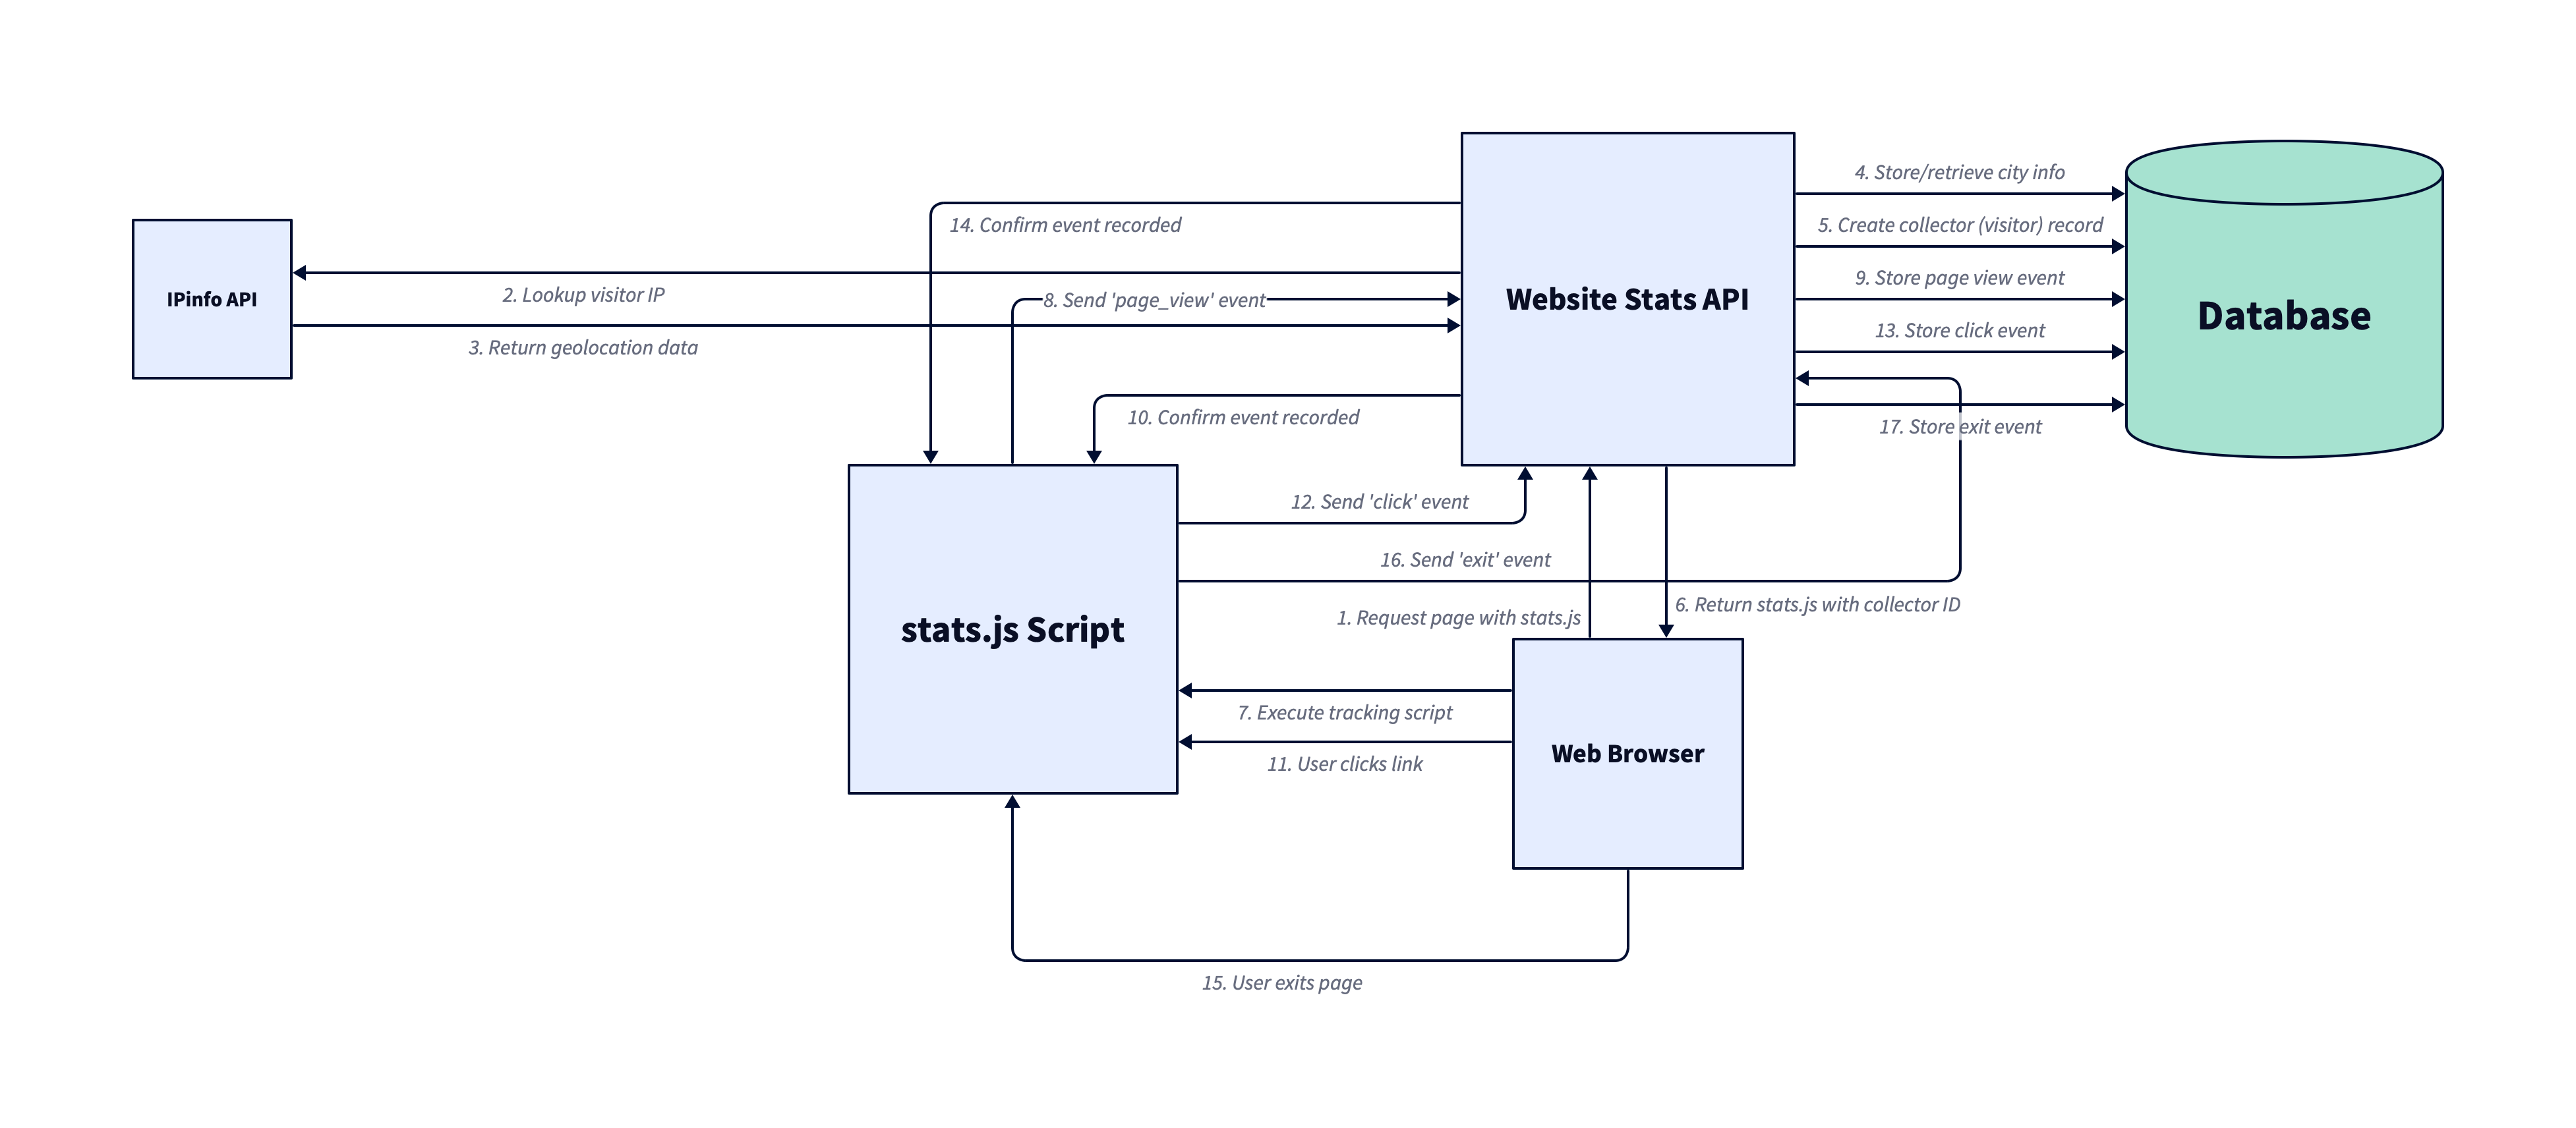 4. Store/retrieve city info
14. Confirm event recorded
5. Create collector (visitor) record
2. Lookup visitor IP
9. Store page view event
IPinfo API
8. Send 'page_view' event
Website Stats API
Database
3. Return geolocation data
13. Store click event
10. Confirm event recorded
17. Store exit event
12. Send 'click' event
16. Send 'exit' event
1. Request page with stats.js
6. Return stats.js with collector ID
stats.js Script
7. Execute tracking script
Web Browser
11. User clicks link
15. User exits page